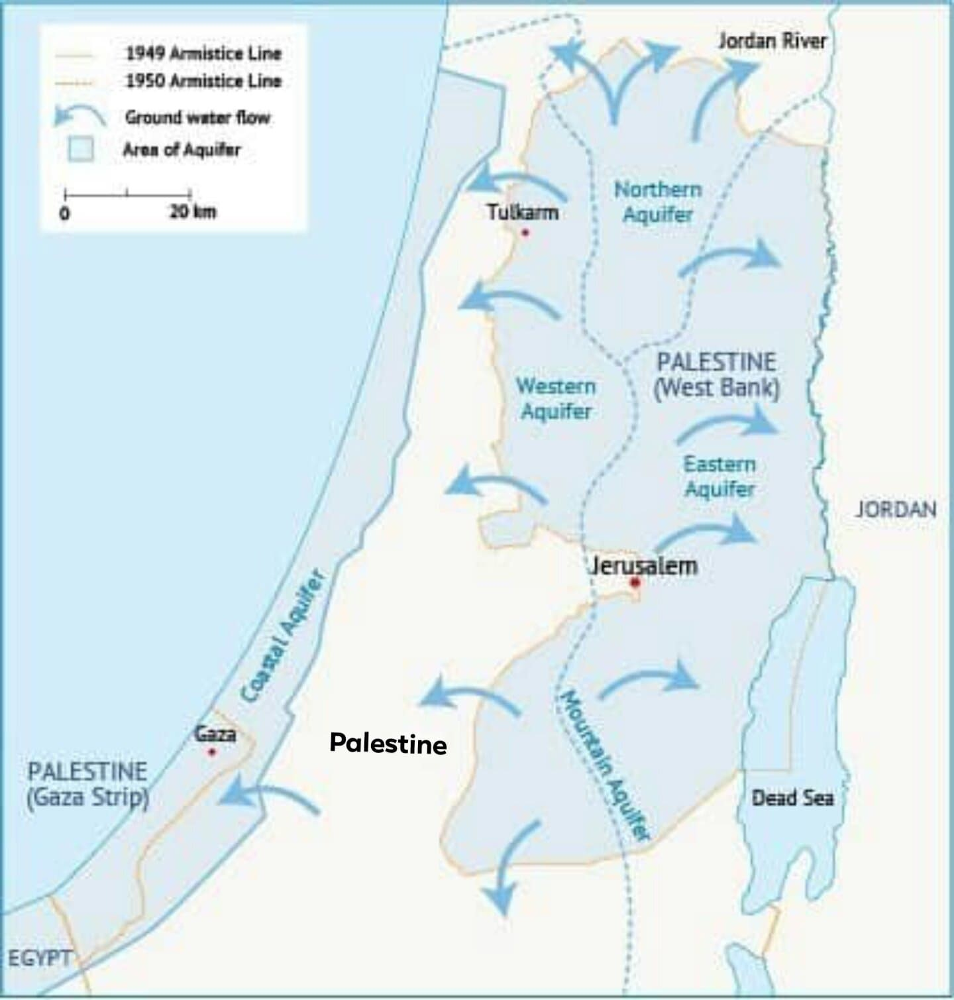 1949 Armistice Line
1950 Armistice Line
Ground water flow
Area of Aquifer
0
20 km
Jordan River
Northern
Aquifer
Tulkarm
PALESTINE
(West Bank)
Western
Aquifer
Eastern
Aquifer
JORDAN
Jerusalem
Coastal Aquifer
Mountain Aquifer
Gaza
Palestine
PALESTINE
(Gaza Strip)
Dead Sea
EGYPT